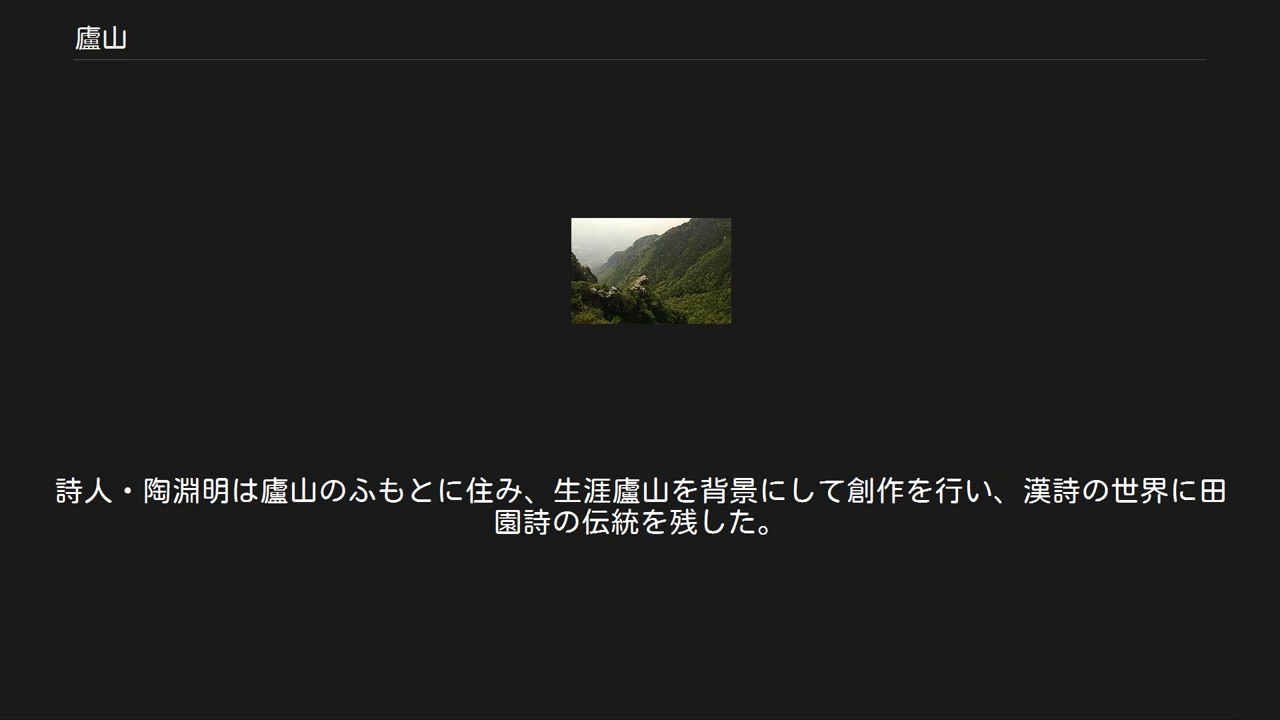 廬山
詩人・陶淵明は廬山のふもとに住み、生涯廬山を背景にして創作を行い、漢詩の世界に田
園詩の伝統を残した。